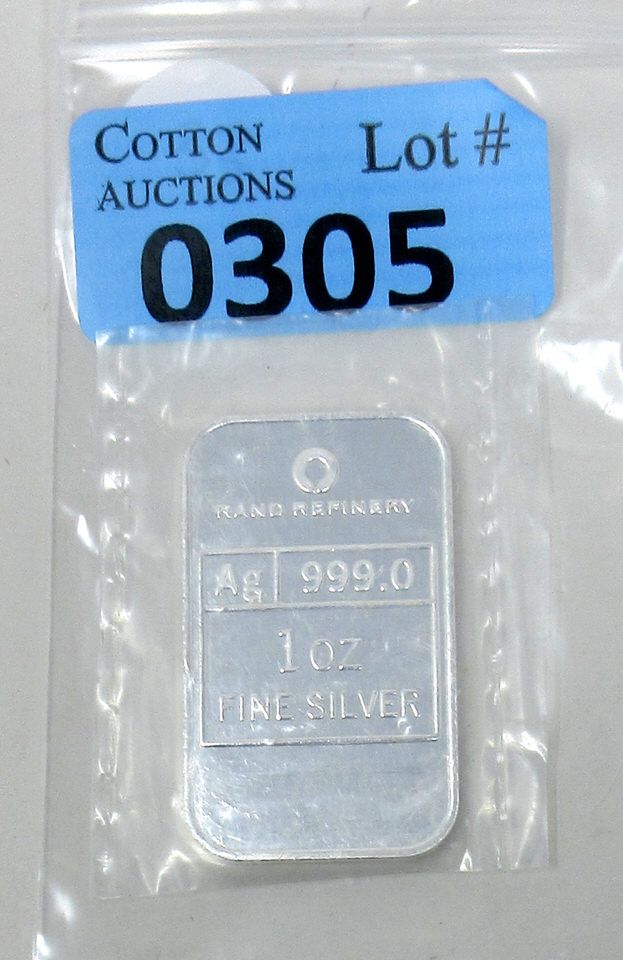 COTTON
AUCTIONS
Lot #
0305
RAND REFINERY
Ag 999.0
1 OZ
FINE SILVER